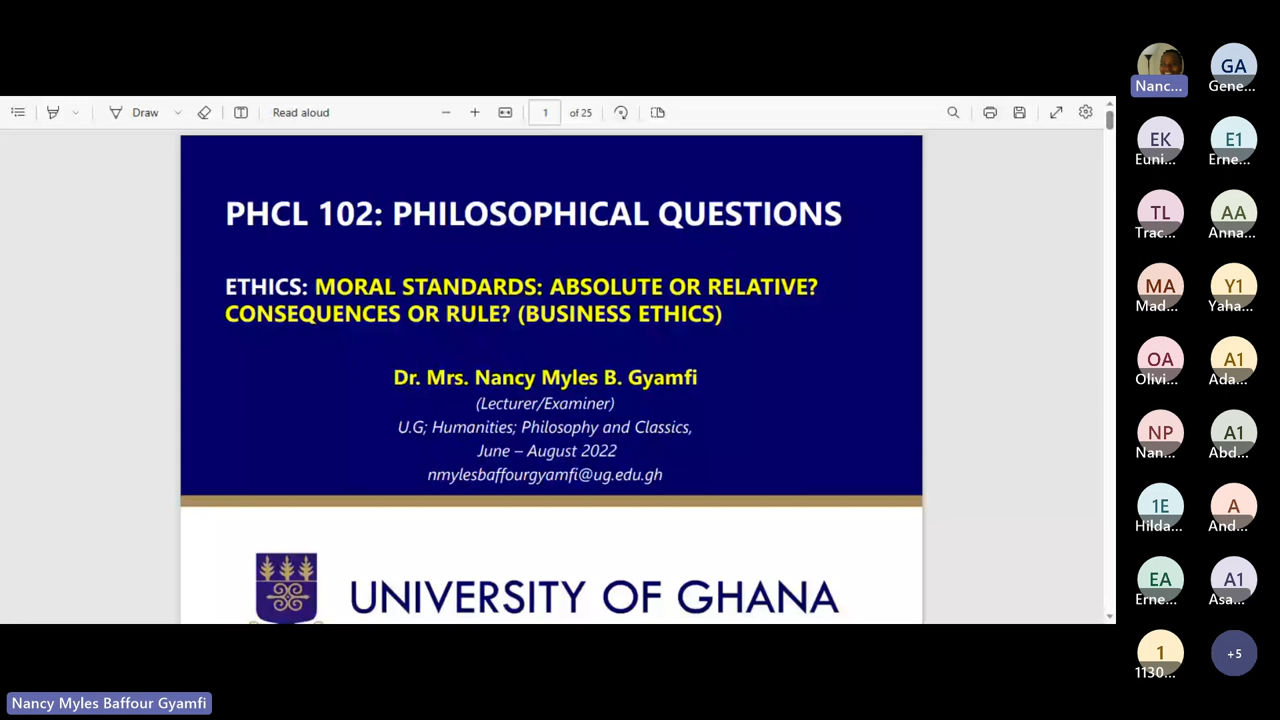 Draw
Read aloud
1
of 25
PHCL 102: PHILOSOPHICAL QUESTIONS
ETHICS: MORAL STANDARDS: ABSOLUTE OR RELATIVE?
CONSEQUENCES OR RULE? (BUSINESS ETHICS)
Dr. Mrs. Nancy Myles B. Gyamfi
(Lecturer/Examiner)
U.G; Humanities; Philosophy and Classics,
June – August 2022
nmylesbaffourgyamfi@ug.edu.gh
UNIVERSITY OF GHANA
Nanc...
GA
Gene...
EK
Euni...
E1
Erne...
TL
Trac...
AA
Anna...
MA
Mad...
Y1
Yaha...
OA
Olivi...
A1
Ada...
NP
Nan...
A1
Abd...
1E
Hilda...
A
And...
EA
Erne...
A1
Asa...
1
1130...
+5
Nancy Myles Baffour Gyamfi